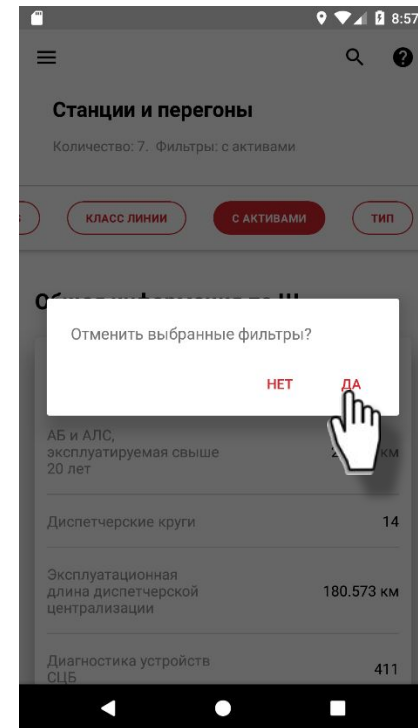 8:57
Станции и перегоны
Количество: 7. Фильтры: с активами
КЛАСС ЛИНИИ
С АКТИВАМИ
ТИП
Отменить выбранные фильтры?
НЕТ
ДА
АБ и АЛС,
эксплуатируемая свыше
20 лет
км
Диспетчерские круги
14
Эксплуатационная
длина диспетчерской
централизации
180.573 км
Диагностика устройств
СЦБ
411